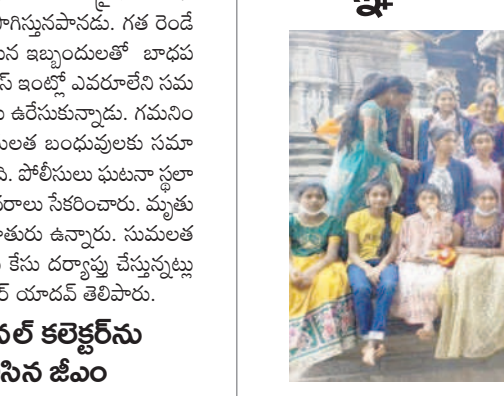 గిస్తునపానడు. గత రెండే
న ఇబ్బందులతో బాధప
ఇంట్లో ఎవరూలేని సమ
ఉరేసుకున్నాడు. గమనిం
లత బంధువులకు సమా
ది. పోలీసులు ఘటనా స్థలా
రాలు సేకరించారు. మృతు
తురు ఉన్నారు. సుమలత
కేసు దర్యాప్తు చేస్తున్నట్లు
ర్ యాదవ్ తెలిపారు.
నల్ కలెక్టర్‌ను
సిన జీఎం